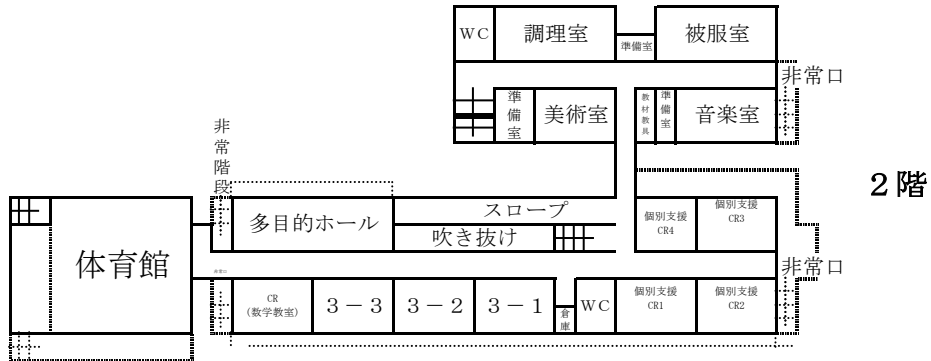 WC
調理室
準備室
被服室
非常口
準備室
美術室
教材教具
準備室
音楽室
非常階段
2階
多目的ホール
スロープ
吹き抜け
個別支援
CR4
個別支援
CR3
体育館
非常口
非常口
CR
(数学教室)
3-3
3-2
3-1
倉庫
WC
個別支援
CR1
個別支援
CR2